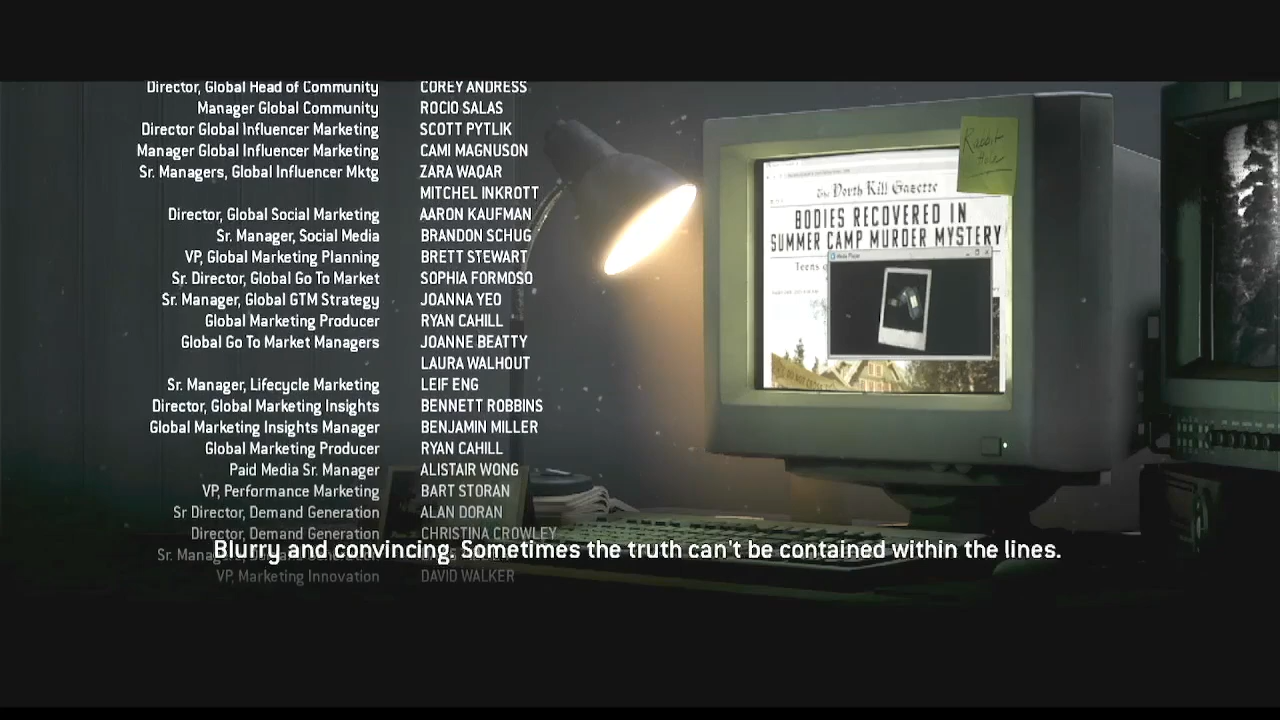 Director, Global Head of Community COREY ANDRESS
Manager Global Community ROCIO SALAS
Director Global Influencer Marketing SCOTT PYTLIK
Manager Global Influencer Marketing CAMI MAGNUSON
Sr. Managers, Global Influencer Mktg ZARA WAQAR
MITCHEL INKROTT
Director, Global Social Marketing AARON KAUFMAN
Sr. Manager, Social Media BRANDON SCHUG
VP, Global Marketing Planning BRETT STEWART
Sr. Director, Global Go To Market SOPHIA FORMOSO
Sr. Manager, Global GTM Strategy JOANNA YEO
Global Marketing Producer RYAN CAHILL
Global Go To Market Managers JOANNE BEATTY
LAURA WALHOUT
Sr. Manager, Lifecycle Marketing LEIF ENG
Director, Global Marketing Insights BENNETT ROBBINS
Global Marketing Insights Manager BENJAMIN MILLER
Global Marketing Producer RYAN CAHILL
Paid Media Sr. Manager ALISTAIR WONG
VP, Performance Marketing BART STORAN
Sr Director, Demand Generation ALAN DORAN
Director, Demand Generation CHRISTINA CROWLEY
VP, Marketing Innovation DAVID WALKER
Blurry and convincing. Sometimes the truth can't be contained within the lines.
Rabbit
Hole
The North Kill Gazette
BODIES RECOVERED IN
SUMMER CAMP MURDER MYSTERY
Teens
Media Player